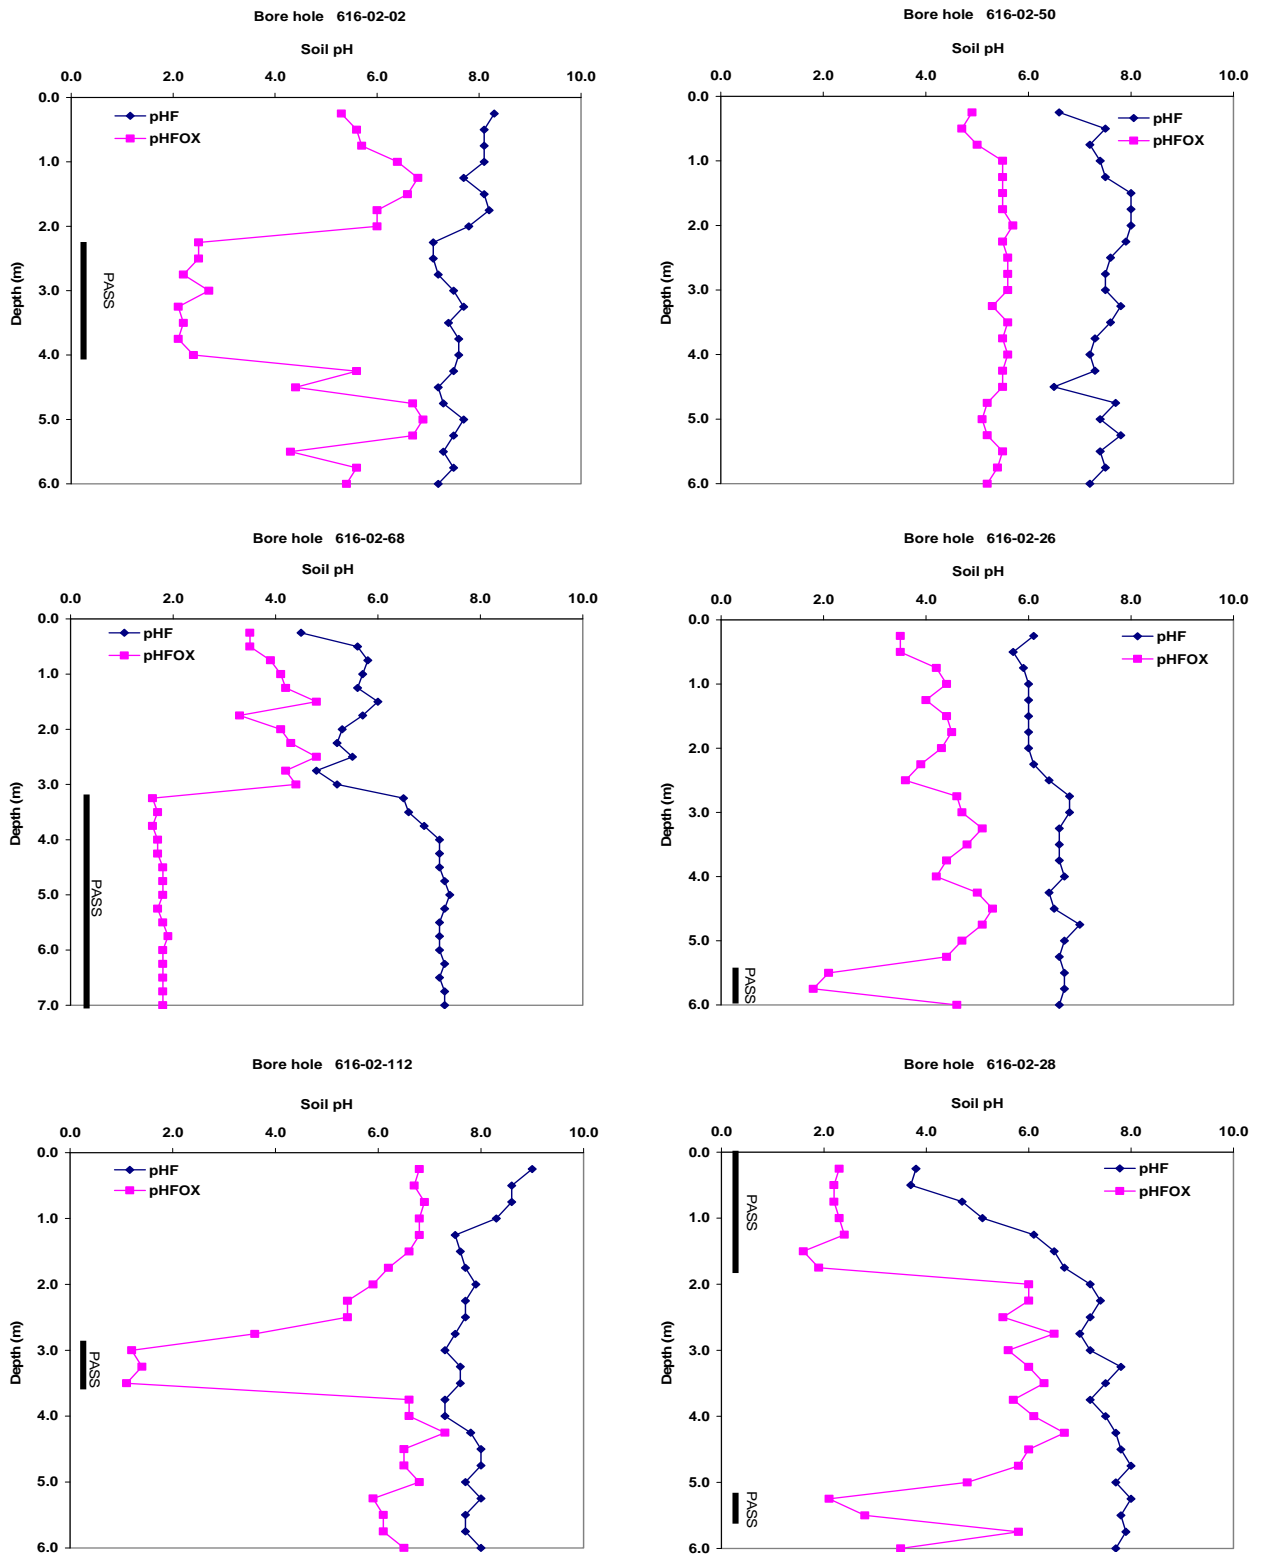 Bore hole 616-02-02
Soil pH
0.0 2.0 4.0 6.0 8.0 10.0
0.0
1.0
2.0
3.0
4.0
5.0
6.0
Depth (m)
pHF
pHFOX
PASS
Bore hole 616-02-50
Soil pH
0.0 2.0 4.0 6.0 8.0 10.0
0.0
1.0
2.0
3.0
4.0
5.0
6.0
Depth (m)
pHF
pHFOX
Bore hole 616-02-68
Soil pH
0.0 2.0 4.0 6.0 8.0 10.0
0.0
1.0
2.0
3.0
4.0
5.0
6.0
7.0
Depth (m)
pHF
pHFOX
PASS
Bore hole 616-02-26
Soil pH
0.0 2.0 4.0 6.0 8.0 10.0
0.0
1.0
2.0
3.0
4.0
5.0
6.0
Depth (m)
pHF
pHFOX
PASS
Bore hole 616-02-112
Soil pH
0.0 2.0 4.0 6.0 8.0 10.0
0.0
1.0
2.0
3.0
4.0
5.0
6.0
Depth (m)
pHF
pHFOX
PASS
Bore hole 616-02-28
Soil pH
0.0 2.0 4.0 6.0 8.0 10.0
0.0
1.0
2.0
3.0
4.0
5.0
6.0
Depth (m)
pHF
pHFOX
PASS
PASS